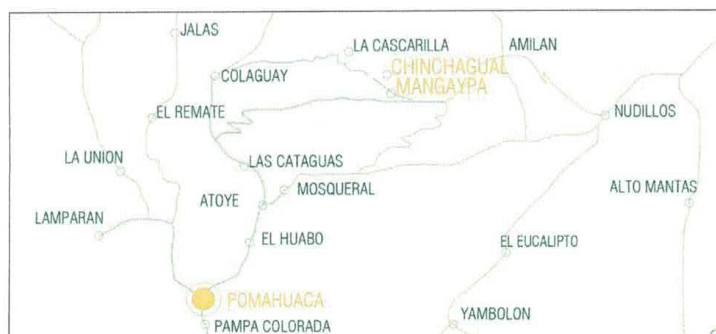 JALAS
LA CASCARILLA
AMILAN
CHINCHAGUAL
COLAGUAY
MANGAYPA
EL REMATE
NUDILLOS
LA UNION
LAS CATAGUAS
MOSQUERAL
ALTO MANTAS
ATOYE
LAMPARAN
EL HUABO
EL EUCALIPTO
POMAHUACA
YAMBOLON
PAMPA COLORADA